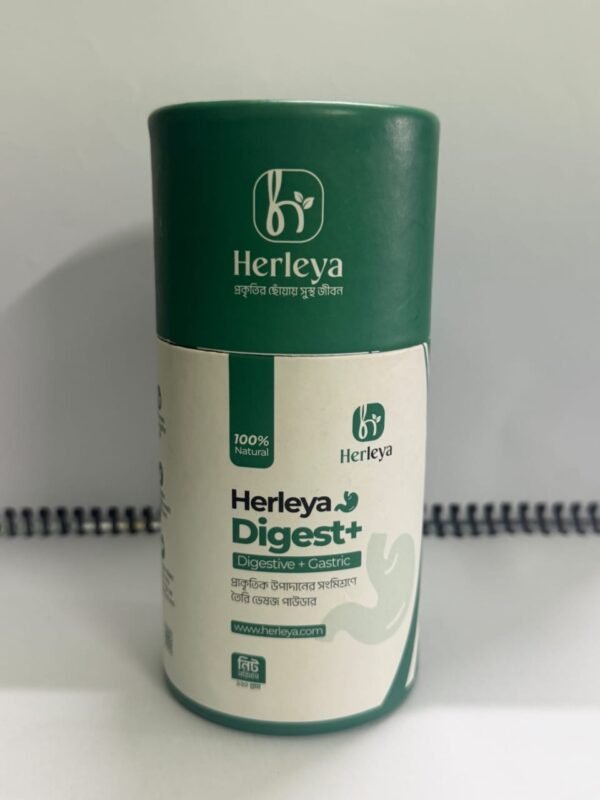 Herleya
প্রকৃতির ছোঁয়ায় সুস্থ জীবন
100%
Natural
Herleya
Herleya
Digest+
Digestive + Gastric
প্রাকৃতিক উপাদানের সংমিশ্রণে
তৈরি ভেষজ পাউডার
www.herleya.com
নিট